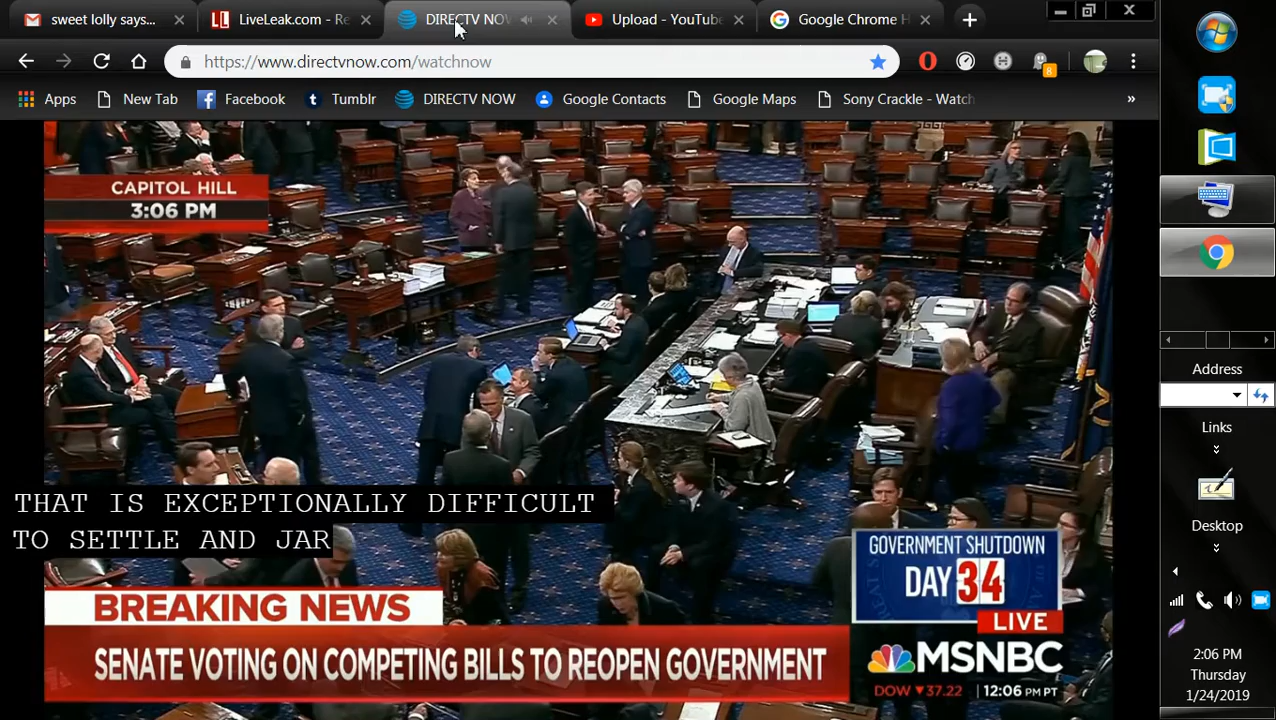 sweet lolly says...
LiveLeak.com - Re
DIRECTV NOW
Upload - YouTube
Google Chrome H
https://www.directvnow.com/watchnow
8
Apps
New Tab
Facebook
Tumblr
DIRECTV NOW
Google Contacts
Google Maps
Sony Crackle - Watch
»
CAPITOL HILL
3:06 PM
THAT IS EXCEPTIONALLY DIFFICULT
TO SETTLE AND JAR
BREAKING NEWS
SENATE VOTING ON COMPETING BILLS TO REOPEN GOVERNMENT
GOVERNMENT SHUTDOWN
DAY 34
LIVE
MSNBC
DOW ▼37.22 12:06 PM PT
Address
Links
Desktop
2:06 PM
Thursday
1/24/2019